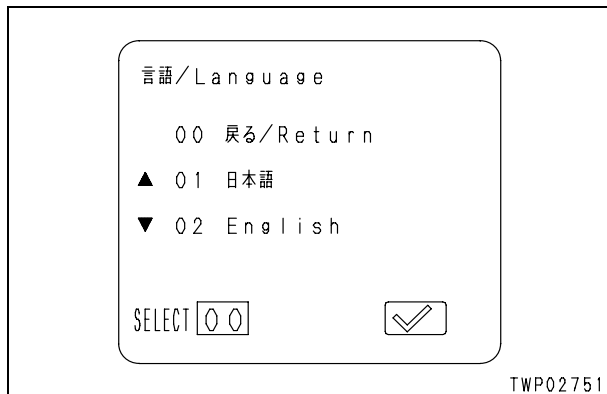 言語/Language
00 戻る/Return
▲ 01 日本語
▼ 02 English
SELECT 00
TWP02751